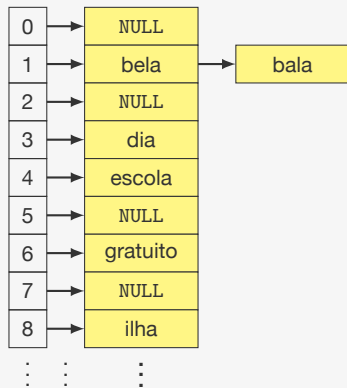 0 NULL
1 bela bala
2 NULL
3 dia
4 escola
5 NULL
6 gratuito
7 NULL
8 ilha
⋮ ⋮ ⋮